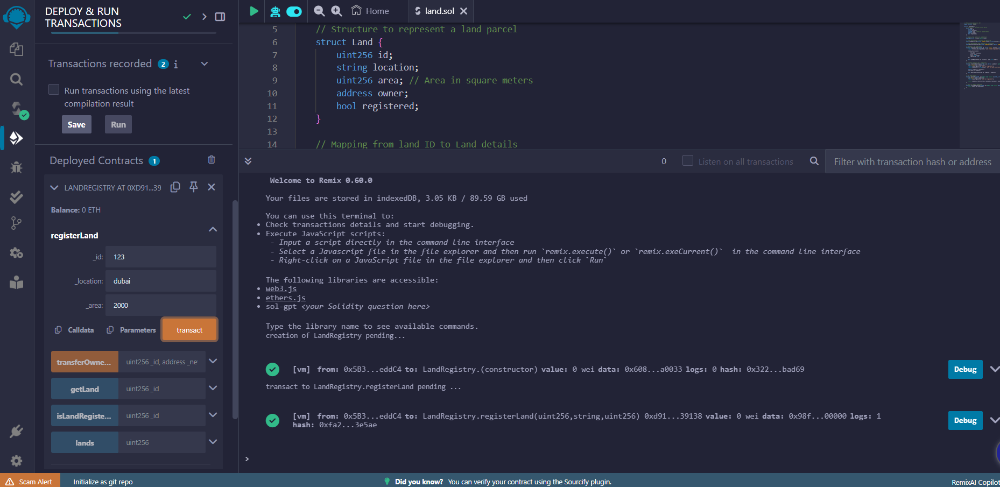 DEPLOY & RUN
TRANSACTIONS
Transactions recorded 2 i
Run transactions using the latest
compilation result
Save Run
Deployed Contracts 1
LANDREGISTRY AT 0XD91...39
Balance: 0 ETH
registerLand
_id: 123
_location: dubai
_area: 2000
Calldata Parameters transact
transferOwne... uint256 _id, address _ne
getLand uint256 _id
isLandRegiste... uint256 _id
lands uint256
Home land.sol
5 // Structure to represent a land parcel
6 struct Land {
7 uint256 id;
8 string location;
9 uint256 area; // Area in square meters
10 address owner;
11 bool registered;
12 }
13
14 // Mapping from land ID to Land details
0 Listen on all transactions Filter with transaction hash or address
Welcome to Remix 0.60.0
Your files are stored in indexedDB, 3.05 KB / 89.59 GB used
You can use this terminal to:
• Check transactions details and start debugging.
• Execute JavaScript scripts:
- Input a script directly in the command line interface
- Select a Javascript file in the file explorer and then run `remix.execute()` or `remix.exeCurrent()` in the command line interface
- Right-click on a JavaScript file in the file explorer and then click `Run`
The following libraries are accessible:
• web3.js
• ethers.js
• sol-gpt <your Solidity question here>
Type the library name to see available commands.
creation of LandRegistry pending...
[vm] from: 0x5B3...eddC4 to: LandRegistry.(constructor) value: 0 wei data: 0x608...a0033 logs: 0 hash: 0x322...bad69 Debug
transact to LandRegistry.registerLand pending ...
[vm] from: 0x5B3...eddC4 to: LandRegistry.registerLand(uint256,string,uint256) 0xd91...39138 value: 0 wei data: 0x98f...00000 logs: 1
hash: 0xfa2...3e5ae Debug
>
Scam Alert Initialize as git repo Did you know? You can verify your contract using the Sourcify plugin. RemixAI Copilot